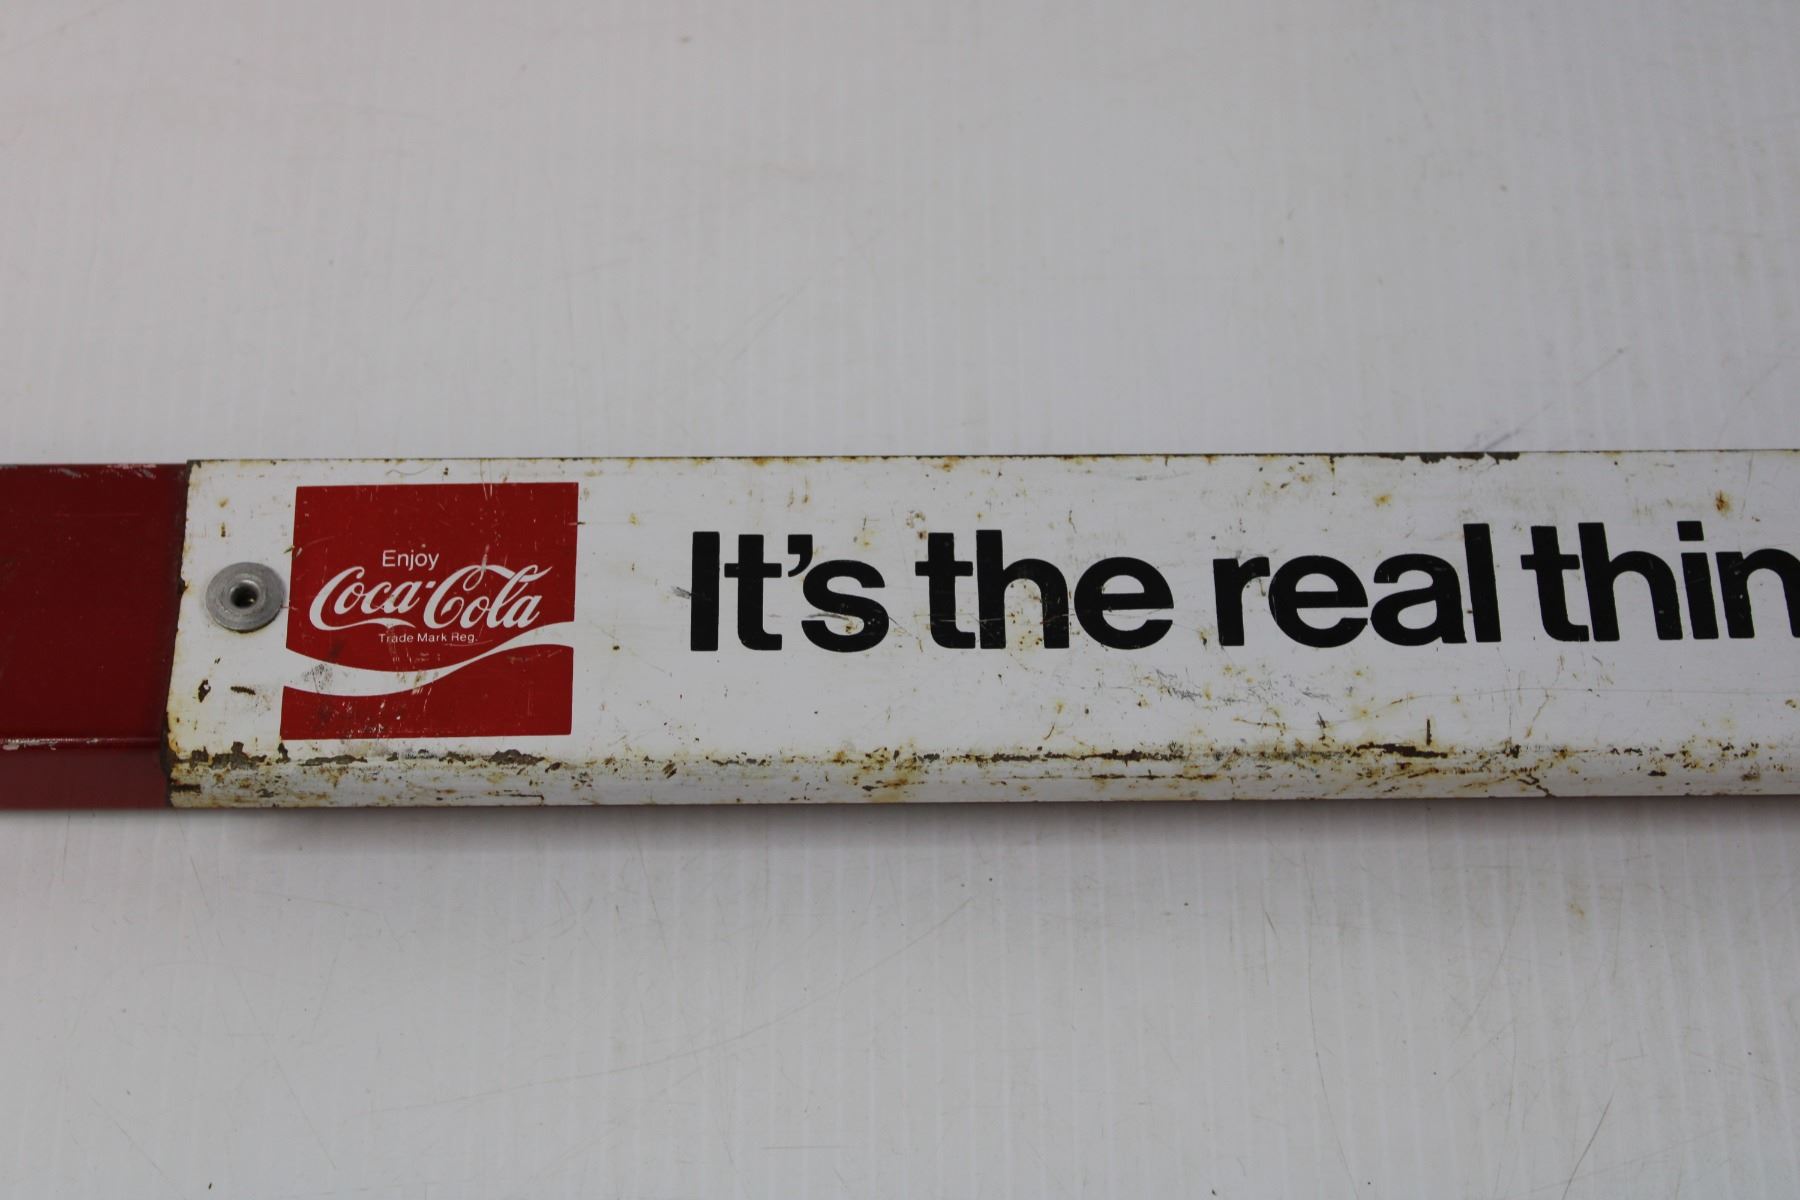 Enjoy
Coca-Cola
Trade Mark Reg.
It's the real thin